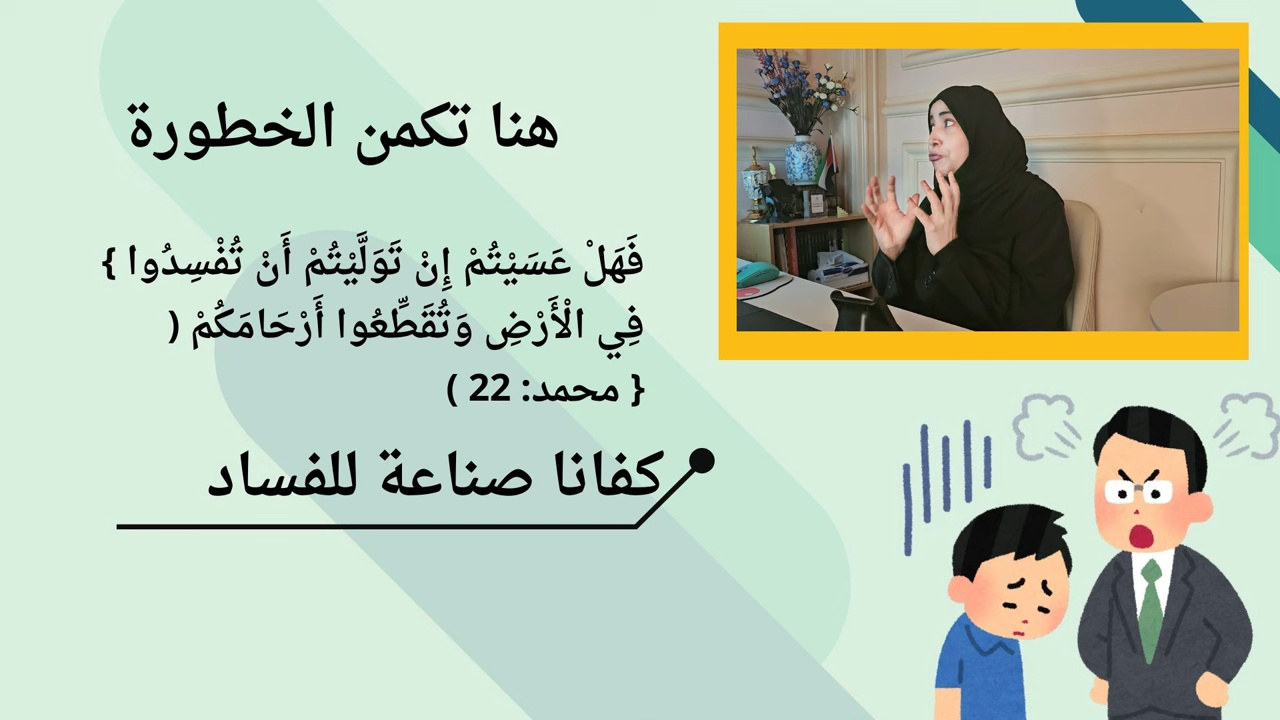 هنا تكمن الخطورة
فَهَلْ عَسَيْتُمْ إِنْ تَوَلَّيْتُمْ أَنْ تُفْسِدُوا }
فِي الْأَرْضِ وَتُقَطِّعُوا أَرْحَامَكُمْ (
{ محمد: 22 )
كفانا صناعة للفساد